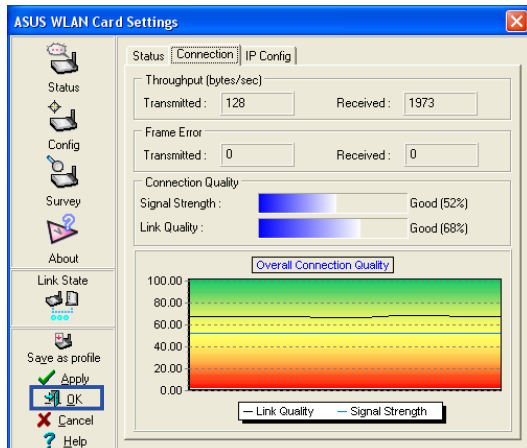 ASUS WLAN Card Settings
Status
Config
Survey
About
Link State
Save as profile
Apply
OK
Cancel
Help
Status Connection IP Config
Throughput (bytes/sec)
Transmitted : 128 Received : 1973
Frame Error
Transmitted : 0 Received : 0
Connection Quality
Signal Strength : Good (52%)
Link Quality : Good (68%)
Overall Connection Quality
100.00
80.00
60.00
40.00
20.00
0.00
Link Quality Signal Strength